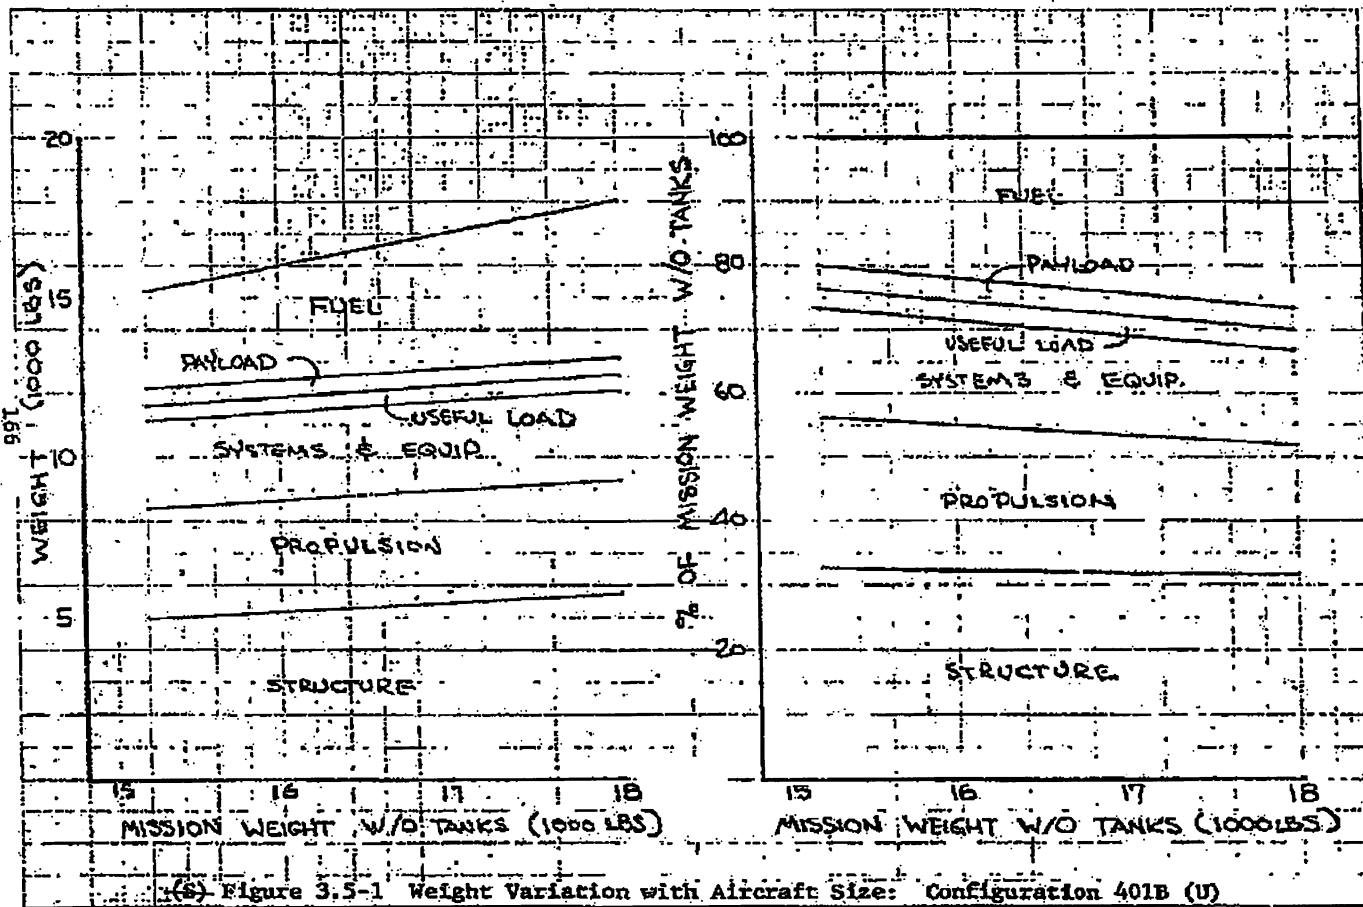 20
15
10
5
WEIGHT (1000 LBS)
166
FUEL
PAYLOAD
USEFUL LOAD
SYSTEMS & EQUIP.
PROPULSION
STRUCTURE
15 16 17 18
MISSION WEIGHT W/O TANKS (1000 LBS)
100
80
60
40
20
% OF MISSION WEIGHT W/O TANKS
FUEL
PAYLOAD
USEFUL LOAD
SYSTEMS & EQUIP.
PROPULSION
STRUCTURE
15 16 17 18
MISSION WEIGHT W/O TANKS (1000LBS)
(S) Figure 3.5-1 Weight Variation with Aircraft Size: Configuration 401B (U)